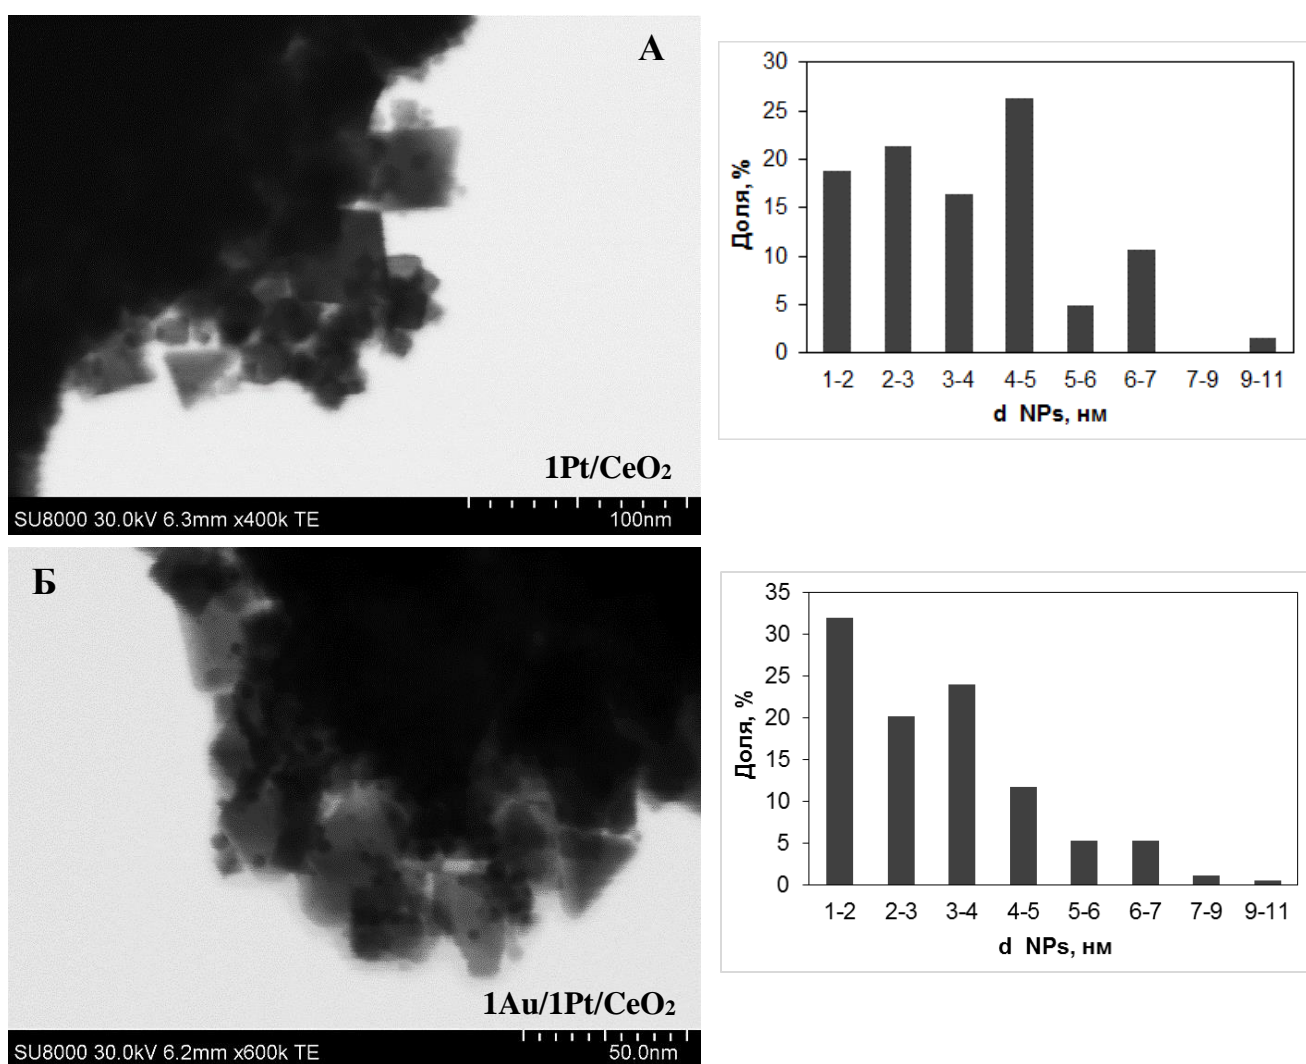 А
1Pt/CeO₂
SU8000 30.0kV 6.3mm x400k TE
100nm
30
25
20
15
10
5
0
Доля, %
1-2 2-3 3-4 4-5 5-6 6-7 7-9 9-11
d NPs, нм
Б
1Au/1Pt/CeO₂
SU8000 30.0kV 6.2mm x600k TE
50.0nm
35
30
25
20
15
10
5
0
Доля, %
1-2 2-3 3-4 4-5 5-6 6-7 7-9 9-11
d NPs, нм